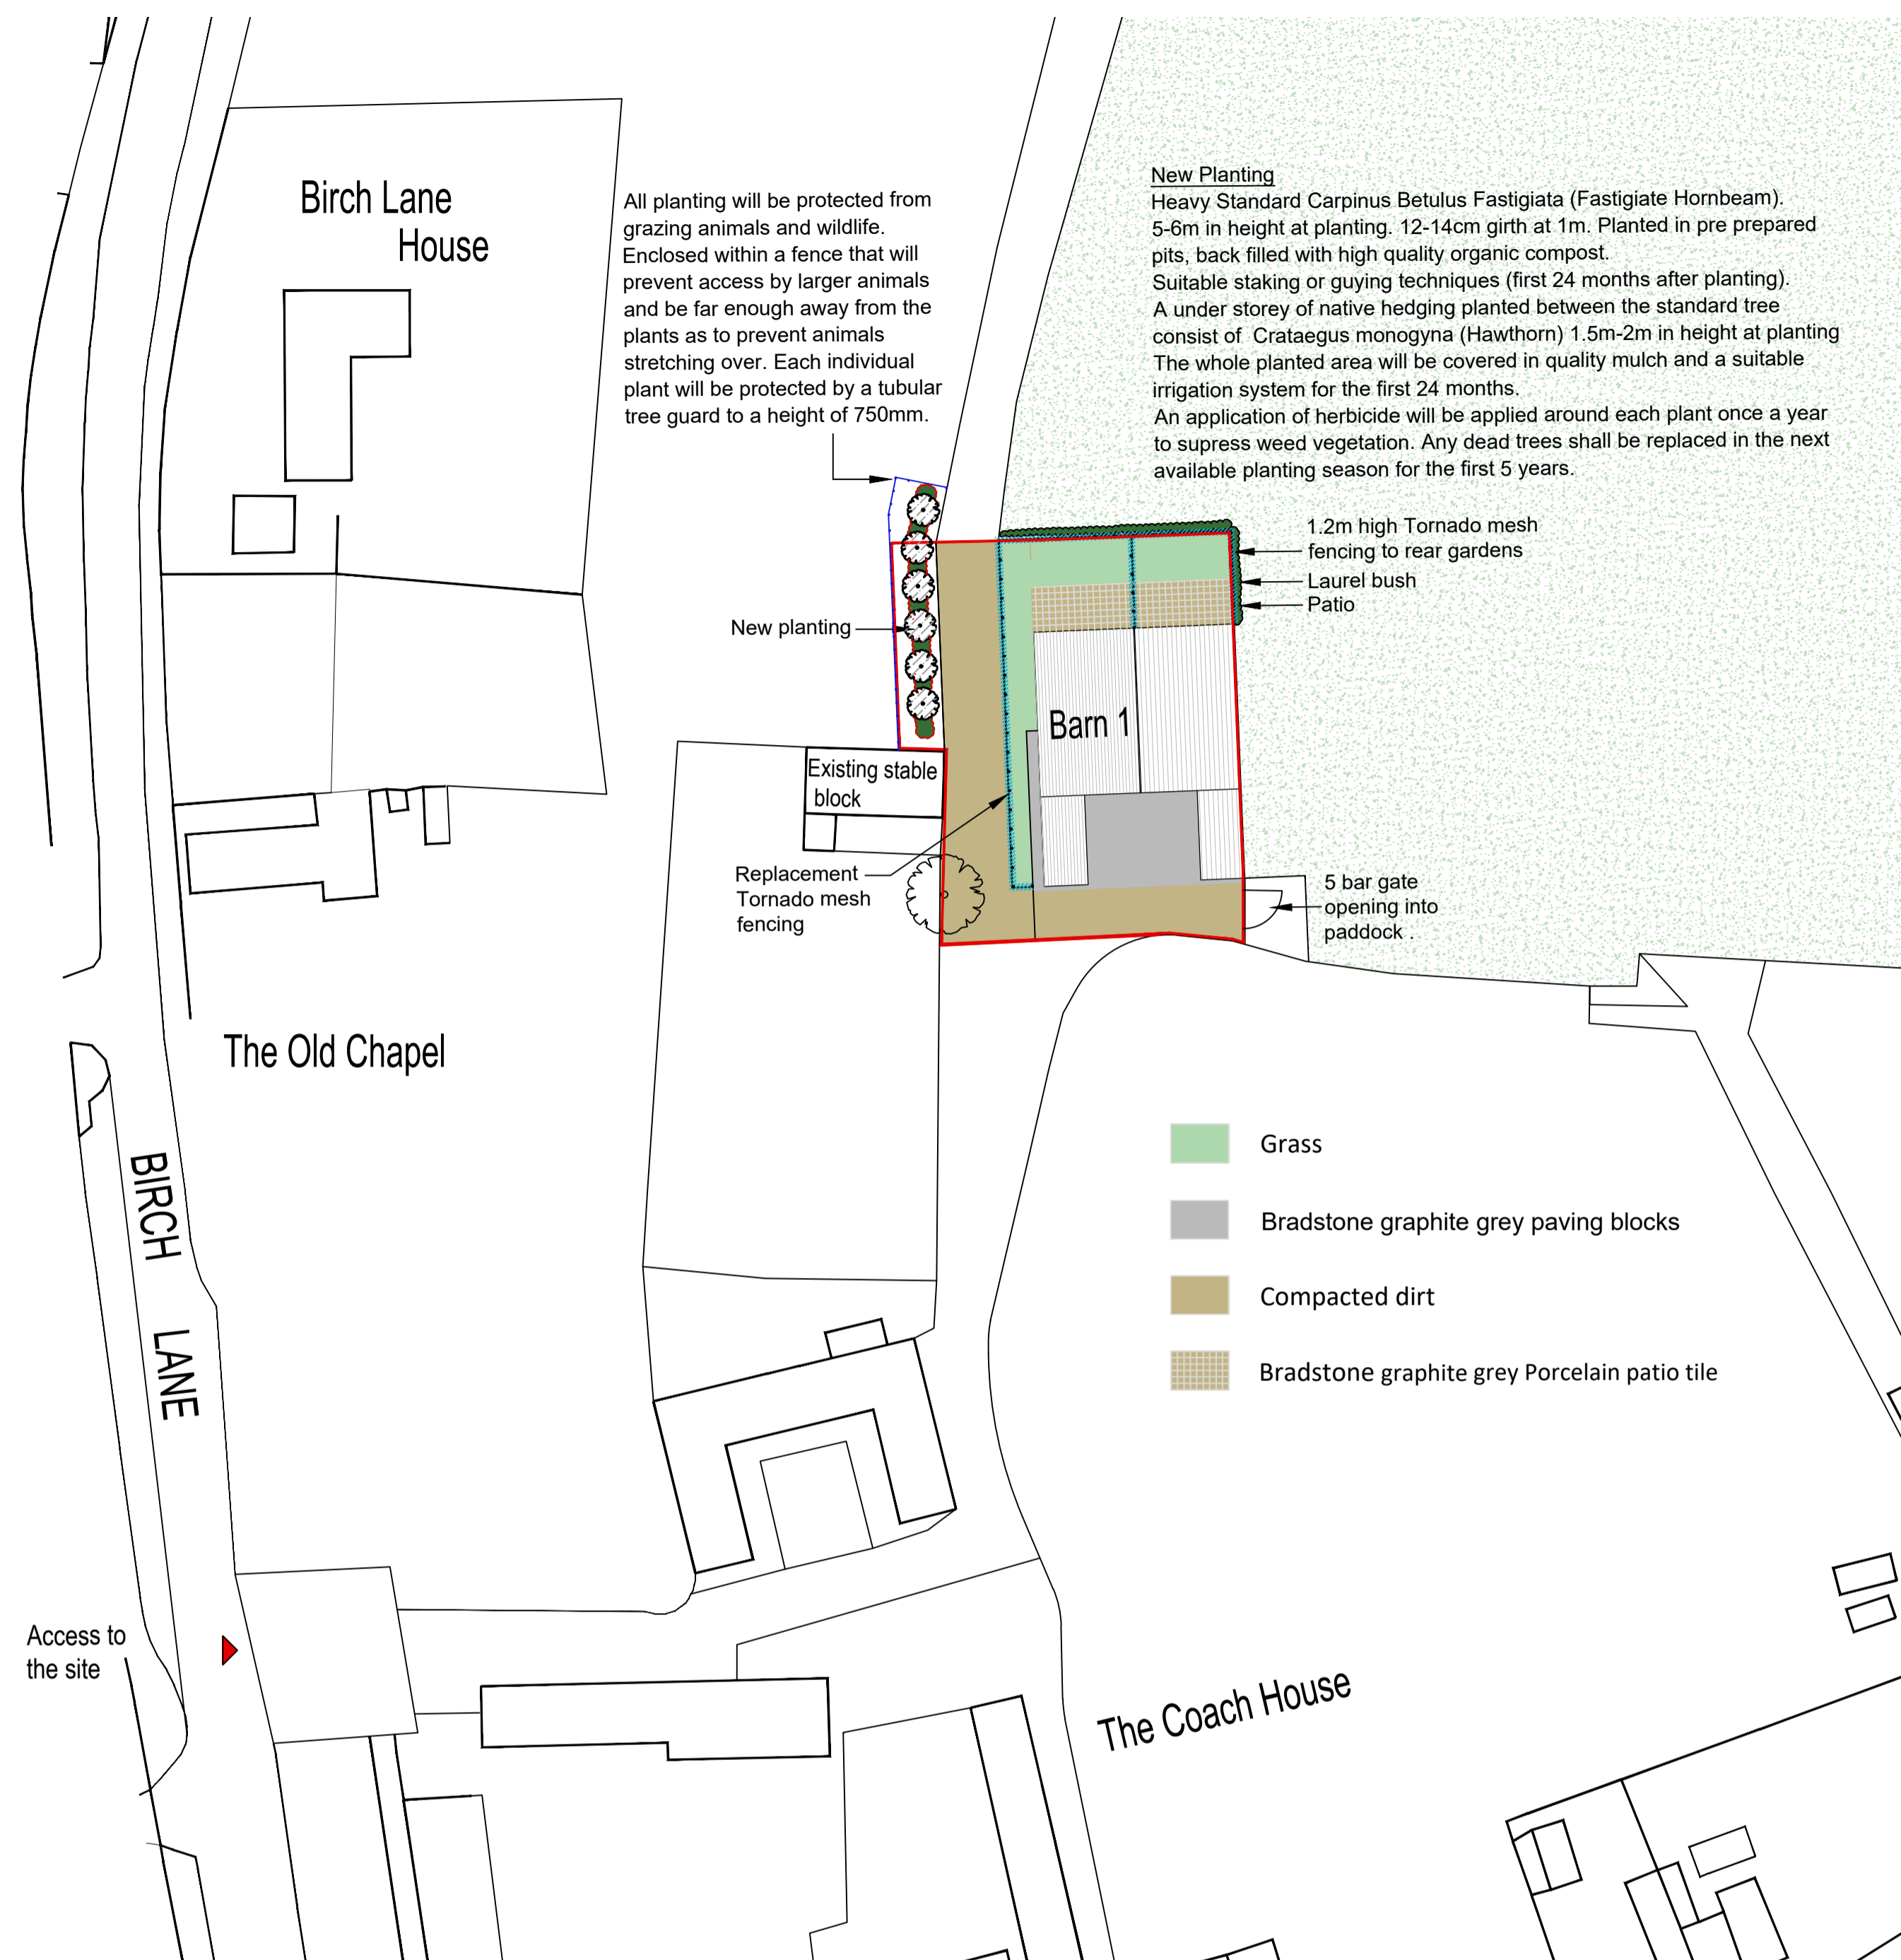 Birch Lane
House
All planting will be protected from
grazing animals and wildlife.
Enclosed within a fence that will
prevent access by larger animals
and be far enough away from the
plants as to prevent animals
stretching over. Each individual
plant will be protected by a tubular
tree guard to a height of 750mm.
New Planting
Heavy Standard Carpinus Betulus Fastigiata (Fastigiate Hornbeam).
5-6m in height at planting. 12-14cm girth at 1m. Planted in pre prepared
pits, back filled with high quality organic compost.
Suitable staking or guying techniques (first 24 months after planting).
A under storey of native hedging planted between the standard tree
consist of Crataegus monogyna (Hawthorn) 1.5m-2m in height at planting
The whole planted area will be covered in quality mulch and a suitable
irrigation system for the first 24 months.
An application of herbicide will be applied around each plant once a year
to supress weed vegetation. Any dead trees shall be replaced in the next
available planting season for the first 5 years.
1.2m high Tornado mesh
fencing to rear gardens
Laurel bush
Patio
New planting
Barn 1
Existing stable
block
Replacement
Tornado mesh
fencing
5 bar gate
opening into
paddock .
The Old Chapel
BIRCH LANE
Grass
Bradstone graphite grey paving blocks
Compacted dirt
Bradstone graphite grey Porcelain patio tile
Access to
the site
The Coach House